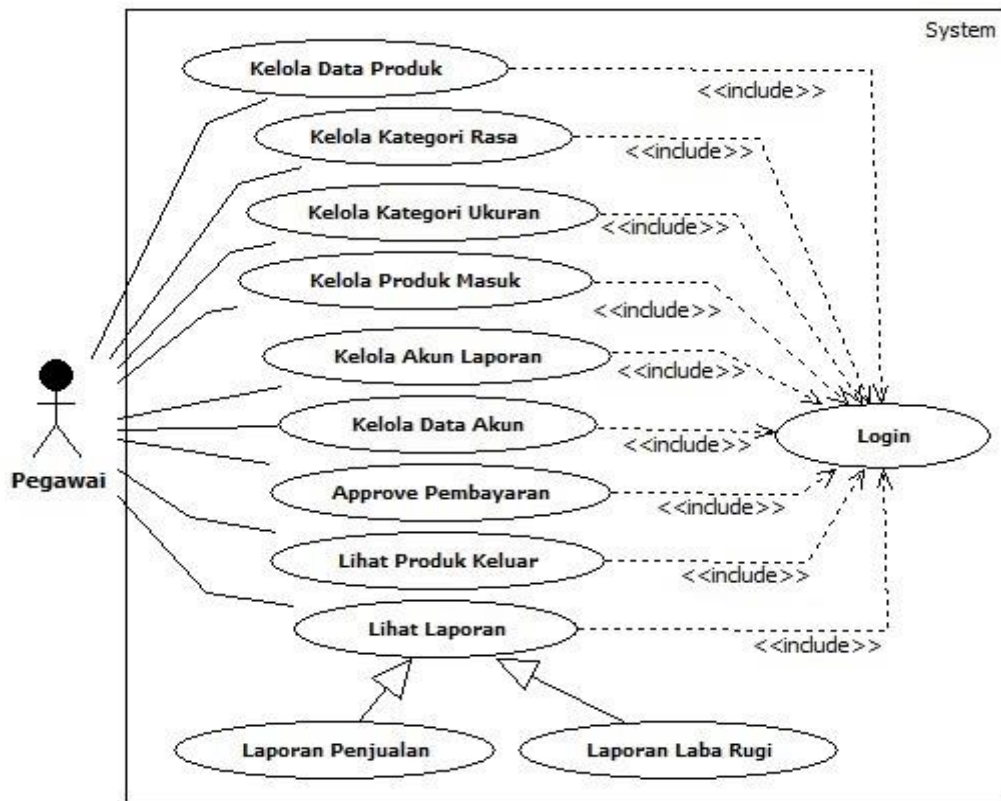 System
Kelola Data Produk
<<include>>
Kelola Kategori Rasa
<<include>>
Kelola Kategori Ukuran
<<include>>
Kelola Produk Masuk
<<include>>
Kelola Akun Laporan
<<include>>
Kelola Data Akun
<<include>>
Login
Pegawai
Approve Pembayaran
<<include>>
Lihat Produk Keluar
<<include>>
Lihat Laporan
<<include>>
Laporan Penjualan
Laporan Laba Rugi